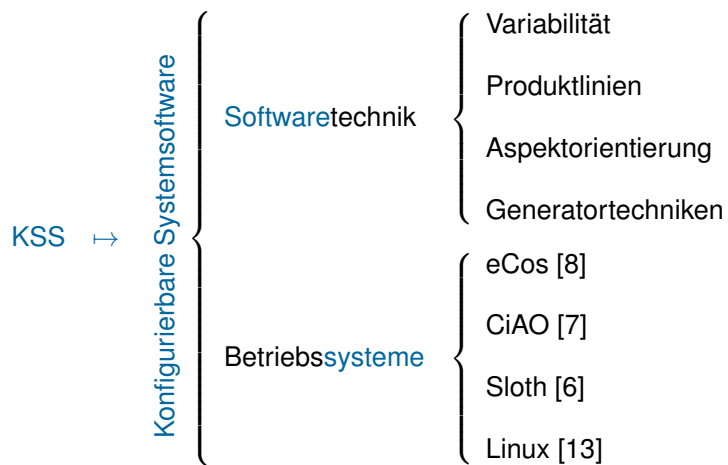 KSS ↦
Konfigurierbare Systemsoftware
Softwaretechnik
Variabilität
Produktlinien
Aspektorientierung
Generatortechniken
Betriebssysteme
eCos [8]
CiAO [7]
Sloth [6]
Linux [13]